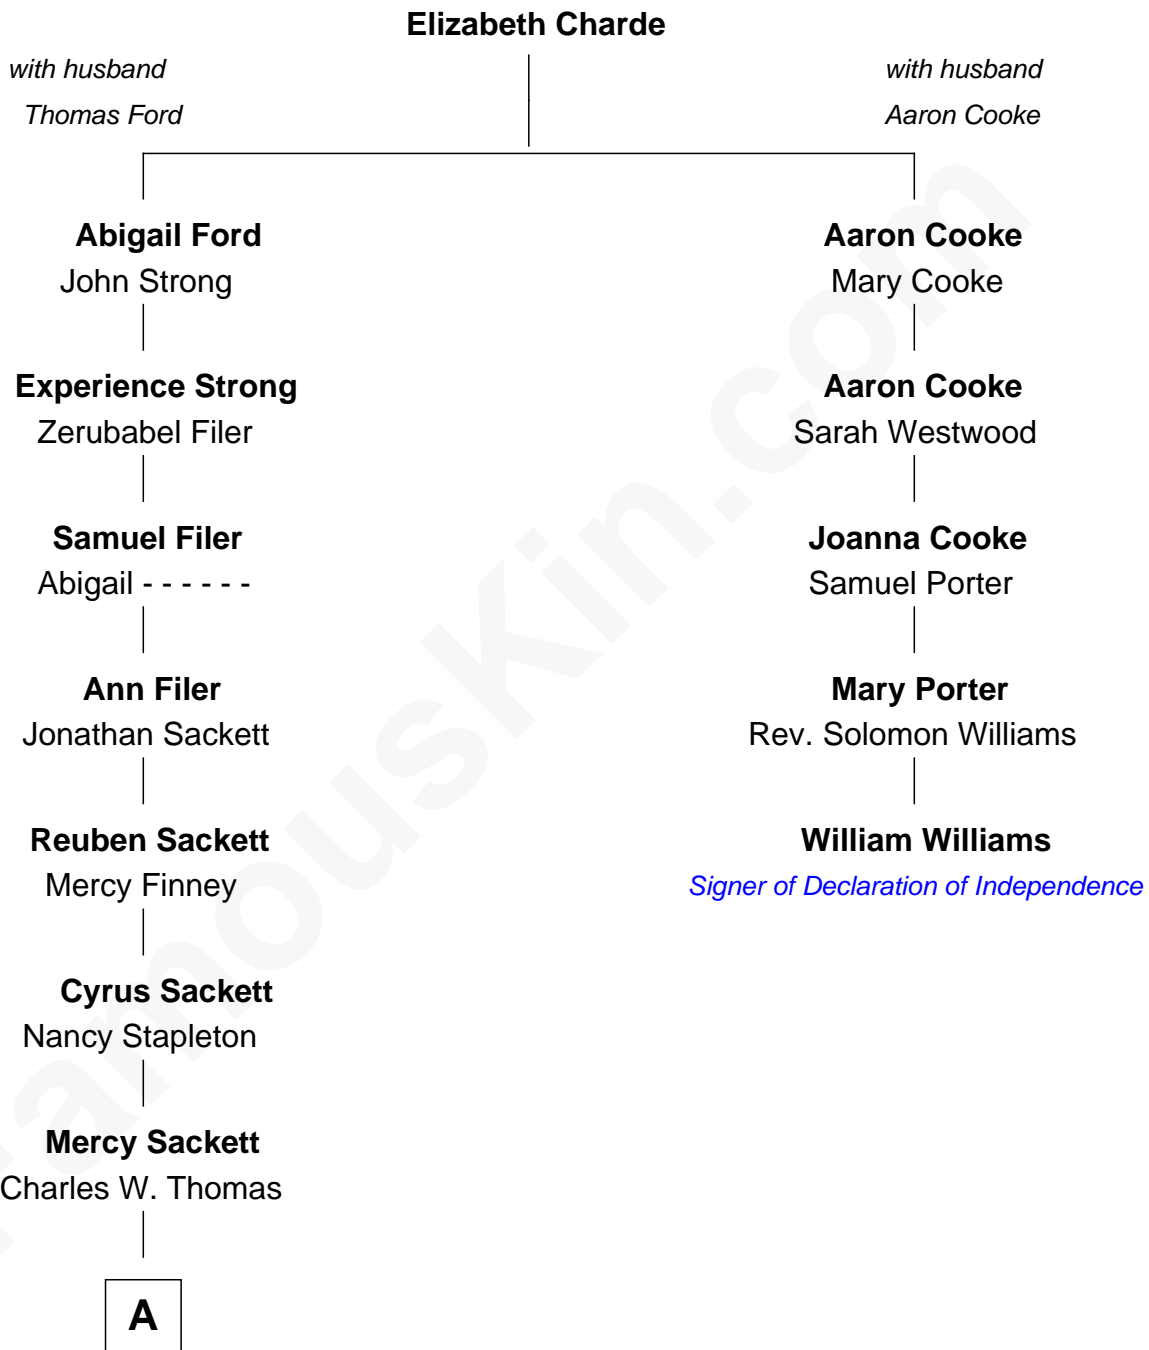 Elizabeth Charde
with husband
Thomas Ford
with husband
Aaron Cooke
Abigail Ford
John Strong
Experience Strong
Zerubabel Filer
Samuel Filer
Abigail - - - - - -
Ann Filer
Jonathan Sackett
Reuben Sackett
Mercy Finney
Cyrus Sackett
Nancy Stapleton
Mercy Sackett
Charles W. Thomas
A
Aaron Cooke
Mary Cooke
Aaron Cooke
Sarah Westwood
Joanna Cooke
Samuel Porter
Mary Porter
Rev. Solomon Williams
William Williams
Signer of Declaration of Independence
FamousKin.com